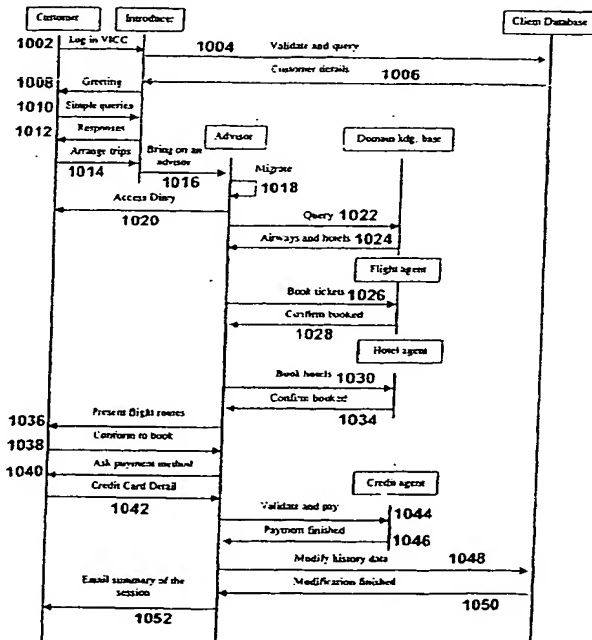 Customer
Introducer
Client Database
1002
Log in VICC
1004
Validate and query
Customer details
1006
1008
Greeting
1010
Simple queries
1012
Responses
Advisor
Domain kdg. base
Arrange trips
1014
Bring on an
advisor
1016
Migrate
1018
Access Diary
1020
Query
1022
Airways and hotels
1024
Flight agent
Book tickets
1026
Confirm booked
1028
Hotel agent
Book hotels
1030
Confirm booked
1034
1036
Present flight routes
1038
Conform to book
1040
Ask payment method
Credit Card Detail
1042
Credit agent
Validate and pay
1044
Payment finished
1046
Modify history data
1048
Email summary of the
session
Modification finished
1050
1052